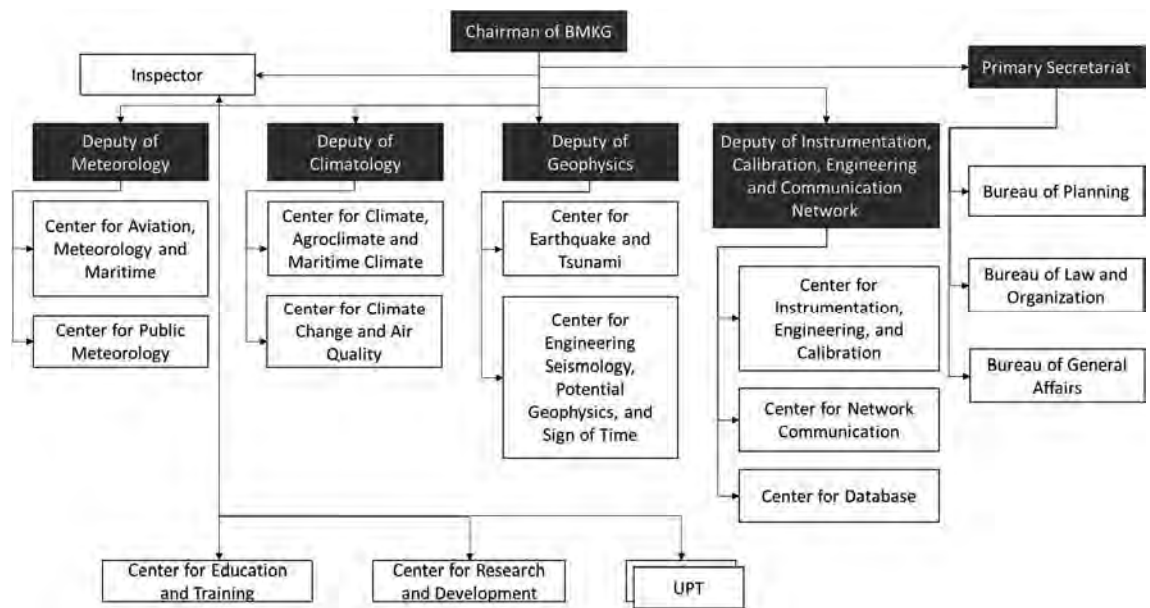 Chairman of BMKG
Inspector
Primary Secretariat
Deputy of
Meteorology
Deputy of
Climatology
Deputy of
Geophysics
Deputy of Instrumentation,
Calibration, Engineering
and Communication
Network
Center for Aviation,
Meteorology and
Maritime
Center for Public
Meteorology
Center for Climate,
Agroclimate and
Maritime Climate
Center for Climate
Change and Air
Quality
Center for
Earthquake and
Tsunami
Center for
Engineering
Seismology,
Potential
Geophysics, and
Sign of Time
Center for
Instrumentation,
Engineering, and
Calibration
Center for Network
Communication
Center for Database
Bureau of Planning
Bureau of Law and
Organization
Bureau of General
Affairs
Center for Education
and Training
Center for Research
and Development
UPT